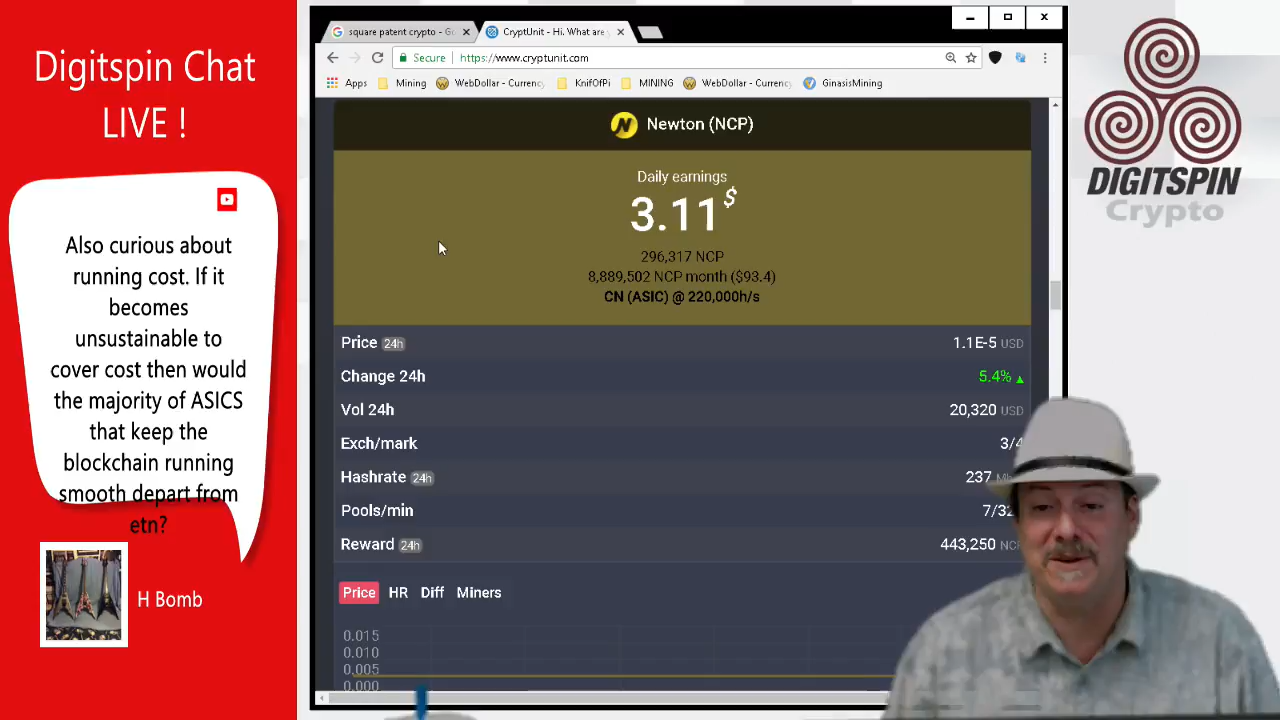 Digitspin Chat
LIVE !
Also curious about
running cost. If it
becomes
unsustainable to
cover cost then would
the majority of ASICS
that keep the
blockchain running
smooth depart from
etn?
H Bomb
square patent crypto - Go
CryptUnit - Hi. What are
Secure
https://www.cryptunit.com
Apps
Mining
WebDollar - Currenc
KnifOfPi
MINING
WebDollar - Currenc
GinasisMining
Newton (NCP)
Daily earnings
3.11$
296,317 NCP
8,889,502 NCP month ($93.4)
CN (ASIC) @ 220,000h/s
Price 24h 1.1E-5 USD
Change 24h 5.4%
Vol 24h 20,320 USD
Exch/mark 3/4
Hashrate 24h 237
Pools/min 7/32
Reward 24h 443,250 NCP
Price HR Diff Miners
0.015
0.010
0.005
0.000
DIGITSPIN
Crypto